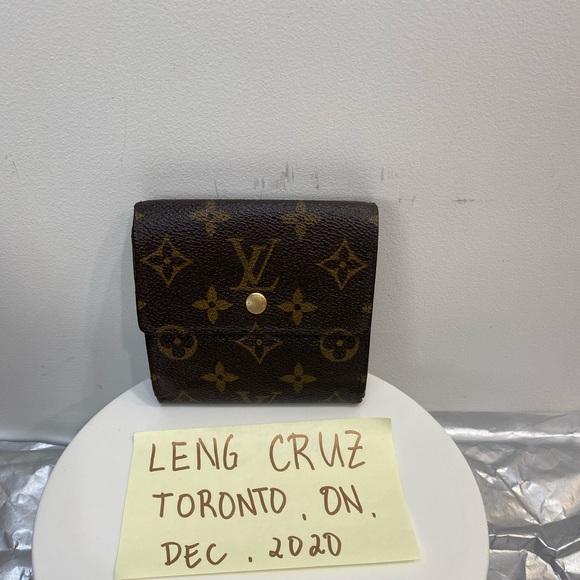 LV
LENG CRUZ
TORONTO, ON.
DEC. 2020